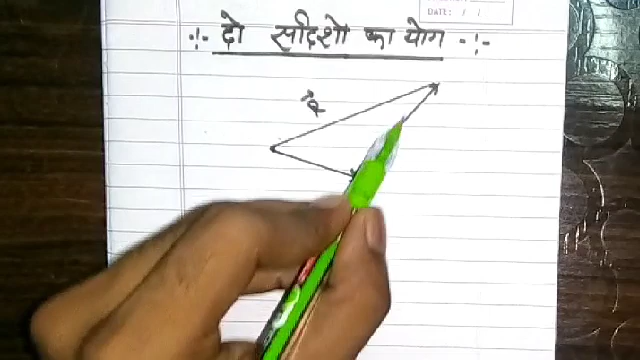 DATE: / /
-:- दो सदिशो का योग -:-